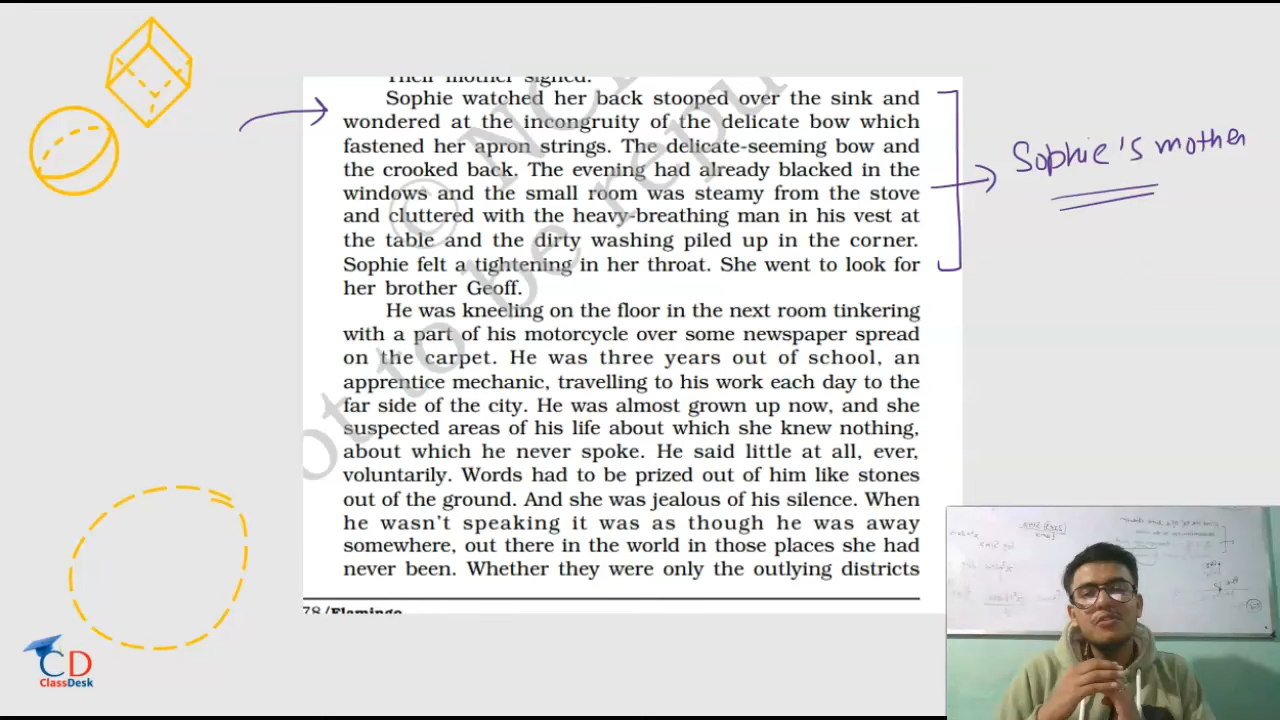 Their mother sighed.
Sophie watched her back stooped over the sink and
wondered at the incongruity of the delicate bow which
fastened her apron strings. The delicate-seeming bow and
the crooked back. The evening had already blacked in the
windows and the small room was steamy from the stove
and cluttered with the heavy-breathing man in his vest at
the table and the dirty washing piled up in the corner.
Sophie felt a tightening in her throat. She went to look for
her brother Geoff.
He was kneeling on the floor in the next room tinkering
with a part of his motorcycle over some newspaper spread
on the carpet. He was three years out of school, an
apprentice mechanic, travelling to his work each day to the
far side of the city. He was almost grown up now, and she
suspected areas of his life about which she knew nothing,
about which he never spoke. He said little at all, ever,
voluntarily. Words had to be prized out of him like stones
out of the ground. And she was jealous of his silence. When
he wasn't speaking it was as though he was away
somewhere, out there in the world in those places she had
never been. Whether they were only the outlying districts
78/Flamingo
Sophie's mother
© NC
not to be repu
CD
ClassDesk